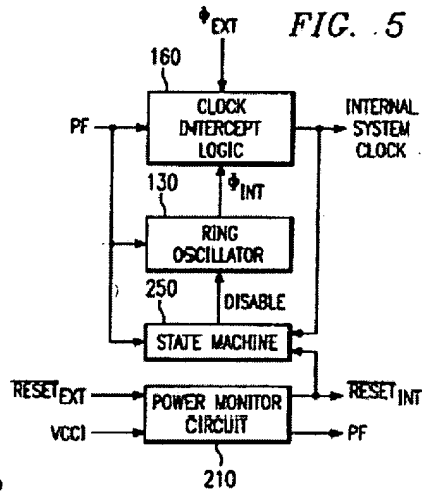 Φ EXT
FIG. 5
160
CLOCK
INTERCEPT
LOGIC
PF
INTERNAL
SYSTEM
CLOCK
130
Φ INT
RING
OSCILLATOR
250
DISABLE
STATE MACHINE
RESET EXT
POWER MONITOR
CIRCUIT
RESET INT
VCCI
PF
210